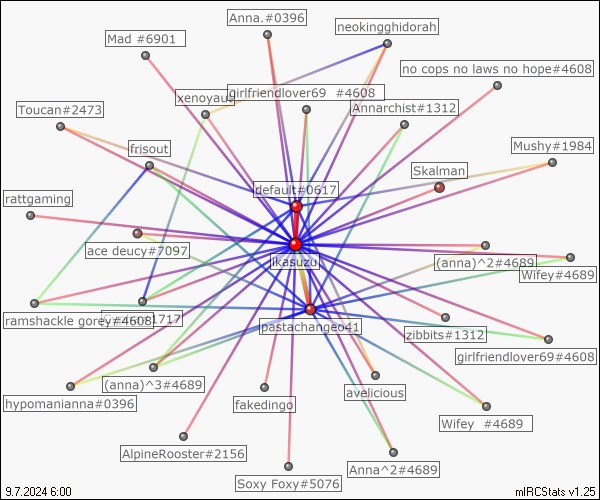 Anna.#0396
neokingghidorah
Mad #6901
no cops no laws no hope#4608
xenoyaus
girlfriendlover69 #4608
Toucan#2473
Annarchist#1312
frisout
Mushy#1984
Skalman
default#0617
rattgaming
ace deucy#7097
ikasuzu
(anna)^2#4689
Wifey#4689
ramshackle gorey#4608
1717
pastachangeo41
zibbits#1312
girlfriendlover69#4608
(anna)^3#4689
hypomanianna#0396
fakedingo
avelicious
Wifey #4689
AlpineRooster#2156
Anna^2#4689
Soxy Foxy#5076
9.7.2024 6:00
mIRCStats v1.25